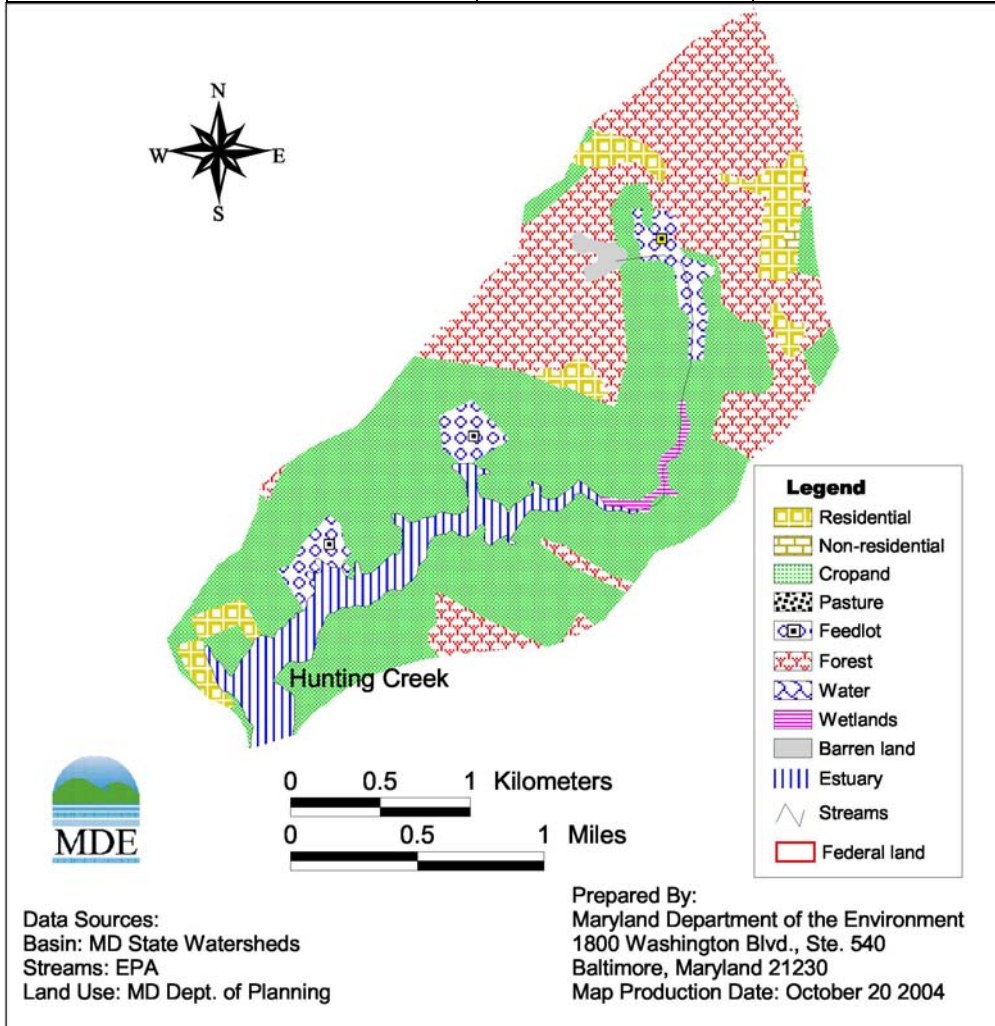 N
W E
S
Legend
Residential
Non-residential
Cropand
Pasture
Feedlot
Forest
Water
Wetlands
Barren land
Estuary
Streams
Federal land
Hunting Creek
0 0.5 1 Kilometers
0 0.5 1 Miles
MDE
Data Sources:
Basin: MD State Watersheds
Streams: EPA
Land Use: MD Dept. of Planning
Prepared By:
Maryland Department of the Environment
1800 Washington Blvd., Ste. 540
Baltimore, Maryland 21230
Map Production Date: October 20 2004